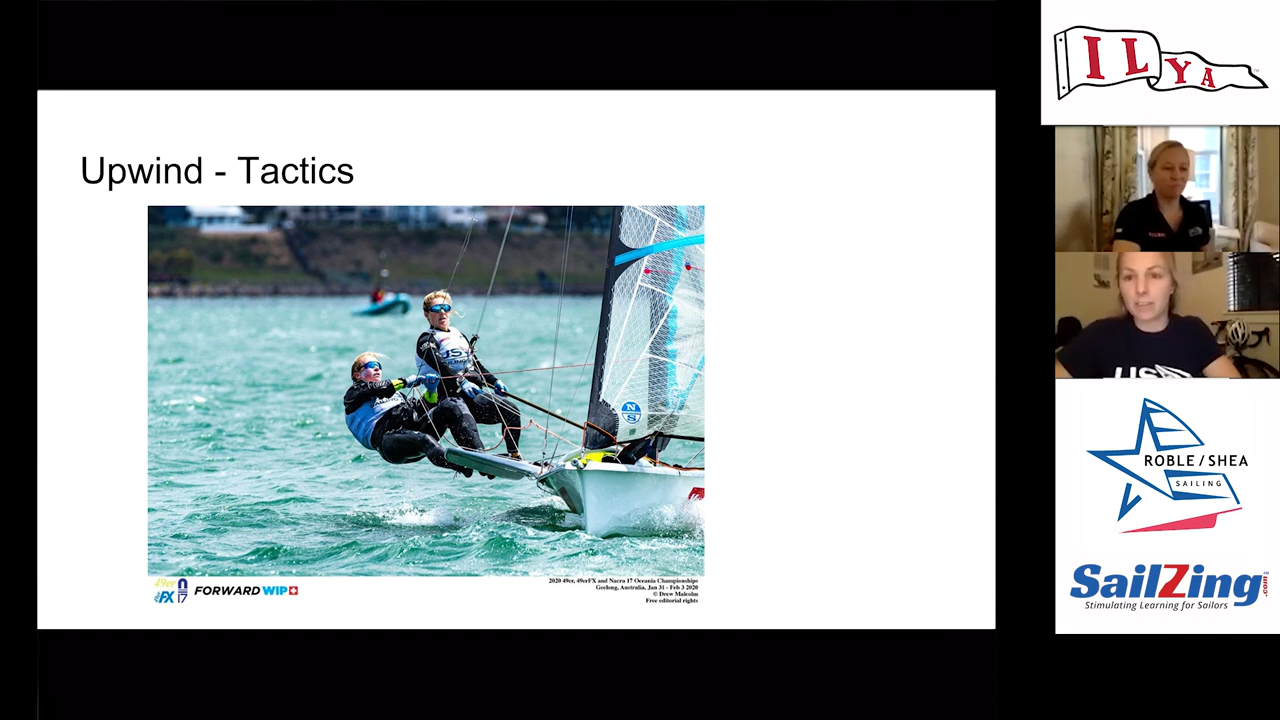 Upwind - Tactics
USA
N
S
49er
FX
17
FORWARD WIP
2020 49er, 49erFX and Nacra 17 Oceania Championships
Geelong, Australia, Jan 31 - Feb 3 2020
© Drew Malcolm
Free editorial rights
ILYA
USA
ROBLE / SHEA
SAILING
SailZing.com
Stimulating Learning for Sailors